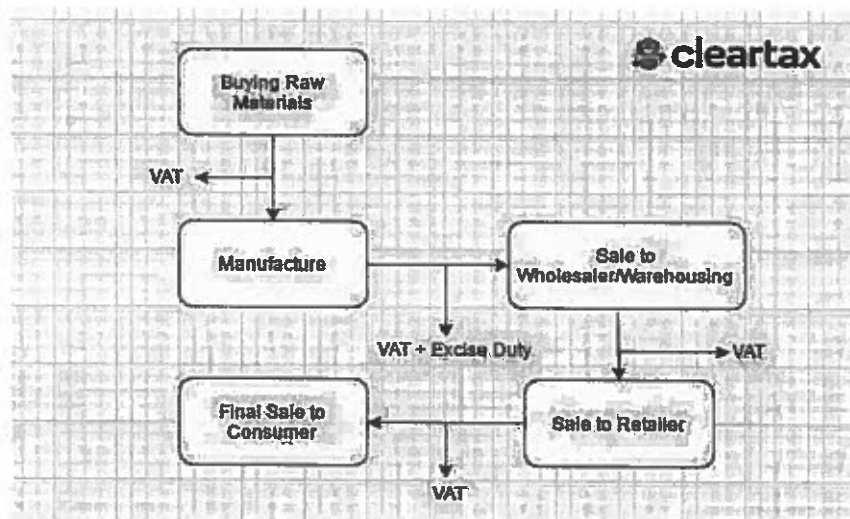 cleartax
Buying Raw
Materials
VAT
Manufacture
Sale to
Wholesaler/Warehousing
VAT + Excise Duty
VAT
Final Sale to
Consumer
Sale to Retailer
VAT